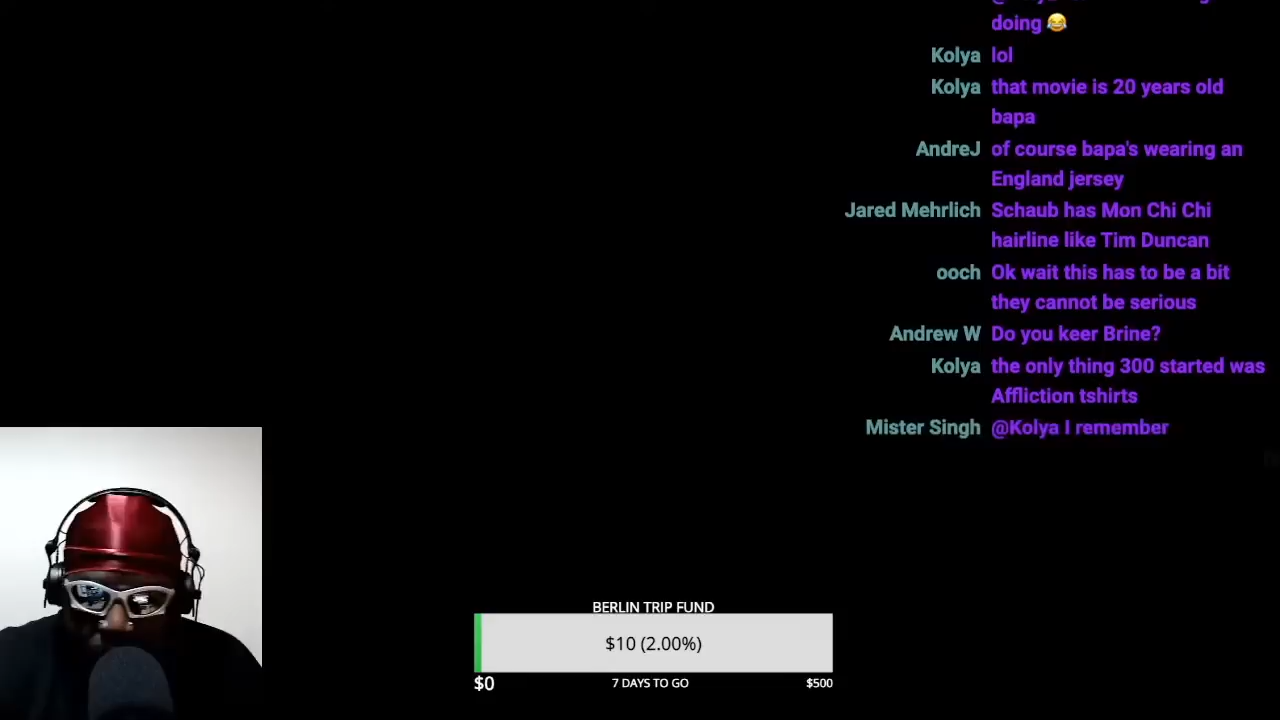 doing 😂
Kolya lol
Kolya that movie is 20 years old
bapa
AndreJ of course bapa's wearing an
England jersey
Jared Mehrlich Schaub has Mon Chi Chi
hairline like Tim Duncan
ooch Ok wait this has to be a bit
they cannot be serious
Andrew W Do you keer Brine?
Kolya the only thing 300 started was
Affliction tshirts
Mister Singh @Kolya I remember
BERLIN TRIP FUND
$10 (2.00%)
$0 7 DAYS TO GO $500